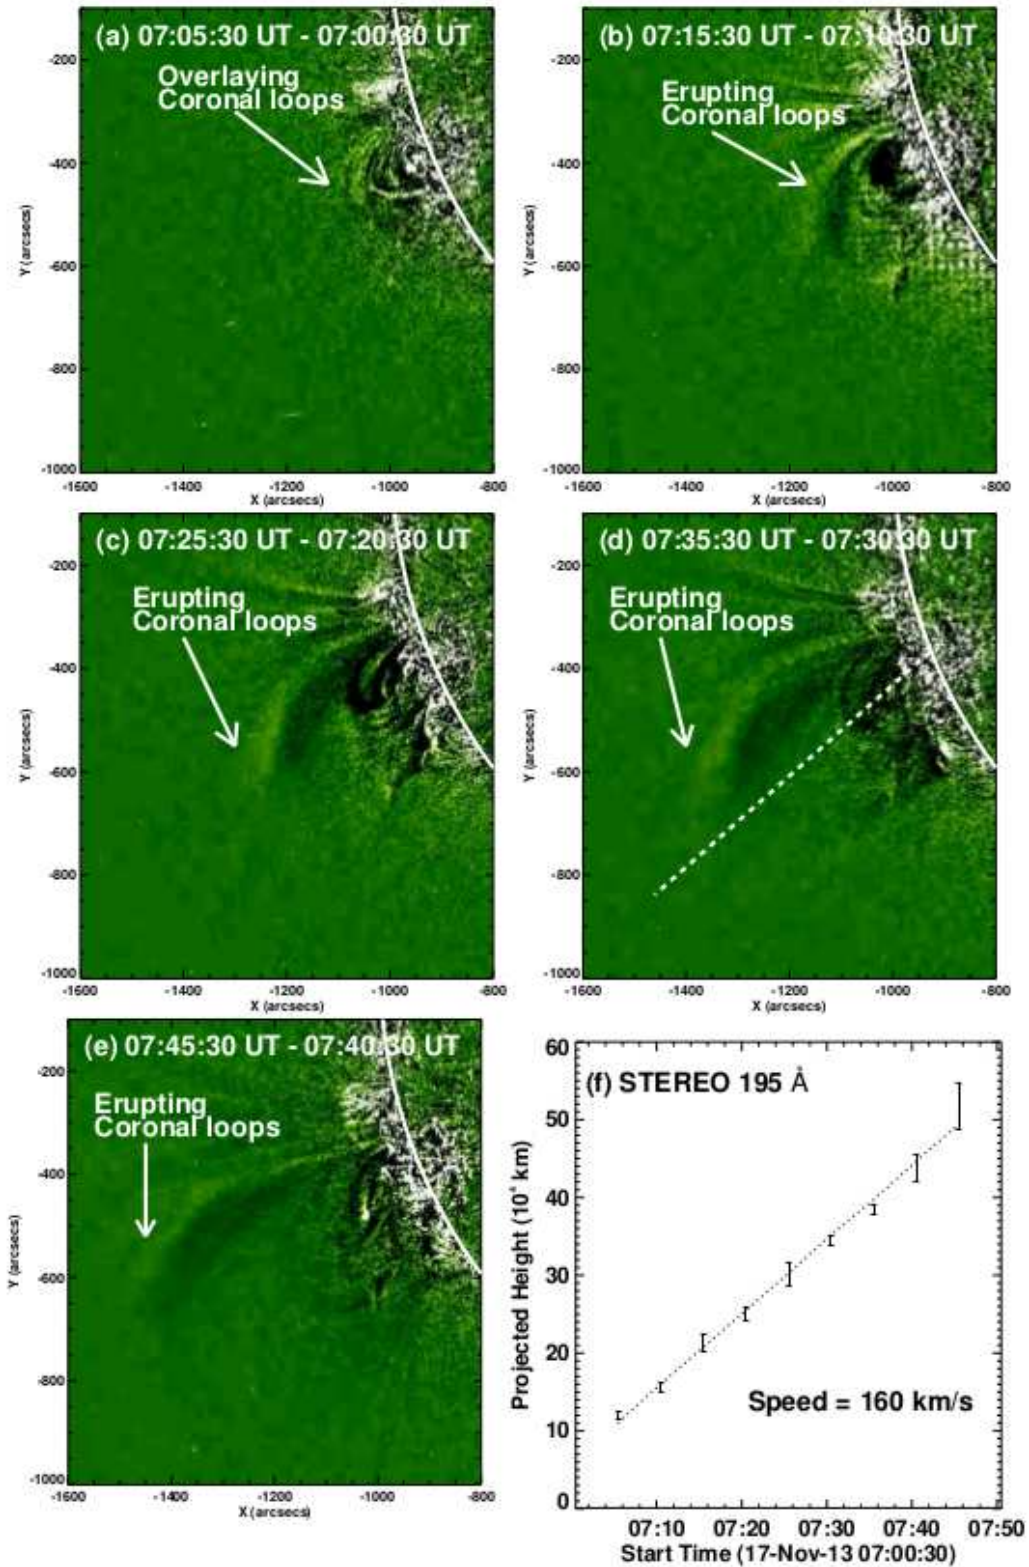 (a) 07:05:30 UT - 07:00:30 UT
Overlaying
Coronal loops
-200
-400
-600
-800
-1000
Y (arcsecs)
-1600
-1400
-1200
-1000
-800
X (arcsecs)
(b) 07:15:30 UT - 07:10:30 UT
Erupting
Coronal loops
-200
-400
-600
-800
-1000
Y (arcsecs)
-1600
-1400
-1200
-1000
-800
X (arcsecs)
(c) 07:25:30 UT - 07:20:30 UT
Erupting
Coronal loops
-200
-400
-600
-800
-1000
Y (arcsecs)
-1600
-1400
-1200
-1000
-800
X (arcsecs)
(d) 07:35:30 UT - 07:30:30 UT
Erupting
Coronal loops
-200
-400
-600
-800
-1000
Y (arcsecs)
-1600
-1400
-1200
-1000
-800
X (arcsecs)
(e) 07:45:30 UT - 07:40:30 UT
Erupting
Coronal loops
-200
-400
-600
-800
-1000
Y (arcsecs)
-1600
-1400
-1200
-1000
-800
X (arcsecs)
(f) STEREO 195 Å
60
50
40
30
20
10
0
Projected Height (10⁴ km)
Speed = 160 km/s
07:10
07:20
07:30
07:40
07:50
Start Time (17-Nov-13 07:00:30)